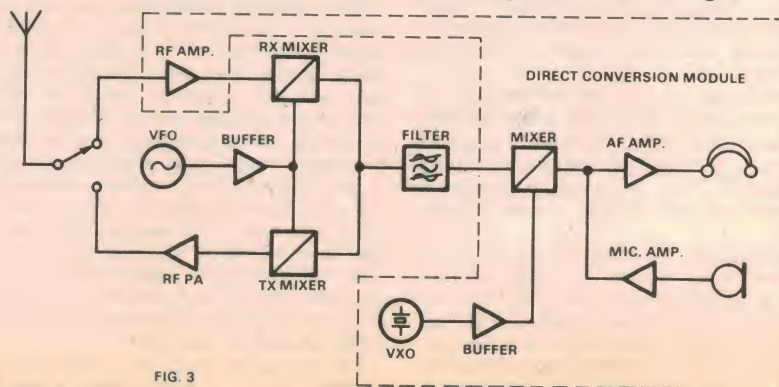 RF AMP.
RX MIXER
DIRECT CONVERSION MODULE
VFO
BUFFER
FILTER
MIXER
AF AMP.
RF PA
TX MIXER
MIC. AMP.
VXO
BUFFER
FIG. 3